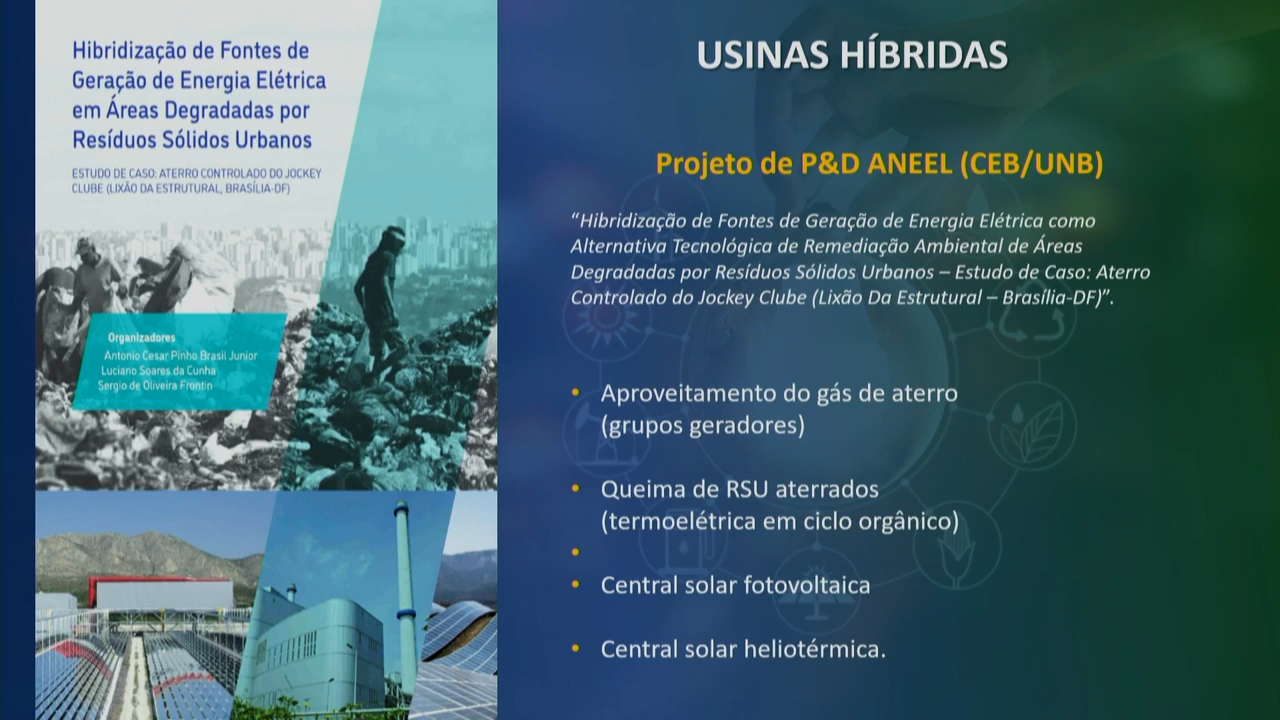 Hibridização de Fontes de
Geração de Energia Elétrica
em Áreas Degradadas por
Resíduos Sólidos Urbanos
ESTUDO DE CASO: ATERRO CONTROLADO DO JOCKEY
CLUBE (LIXÃO DA ESTRUTURAL, BRASÍLIA-DF)
Organizadores
Antonio Cesar Pinho Brasil Junior
Luciano Soares da Cunha
Sergio de Oliveira Frontin
USINAS HÍBRIDAS
Projeto de P&D ANEEL (CEB/UNB)
“Hibridização de Fontes de Geração de Energia Elétrica como
Alternativa Tecnológica de Remediação Ambiental de Áreas
Degradadas por Resíduos Sólidos Urbanos – Estudo de Caso: Aterro
Controlado do Jockey Clube (Lixão Da Estrutural – Brasília-DF)”.
• Aproveitamento do gás de aterro
(grupos geradores)
• Queima de RSU aterrados
(termoelétrica em ciclo orgânico)
•
• Central solar fotovoltaica
• Central solar heliotérmica.